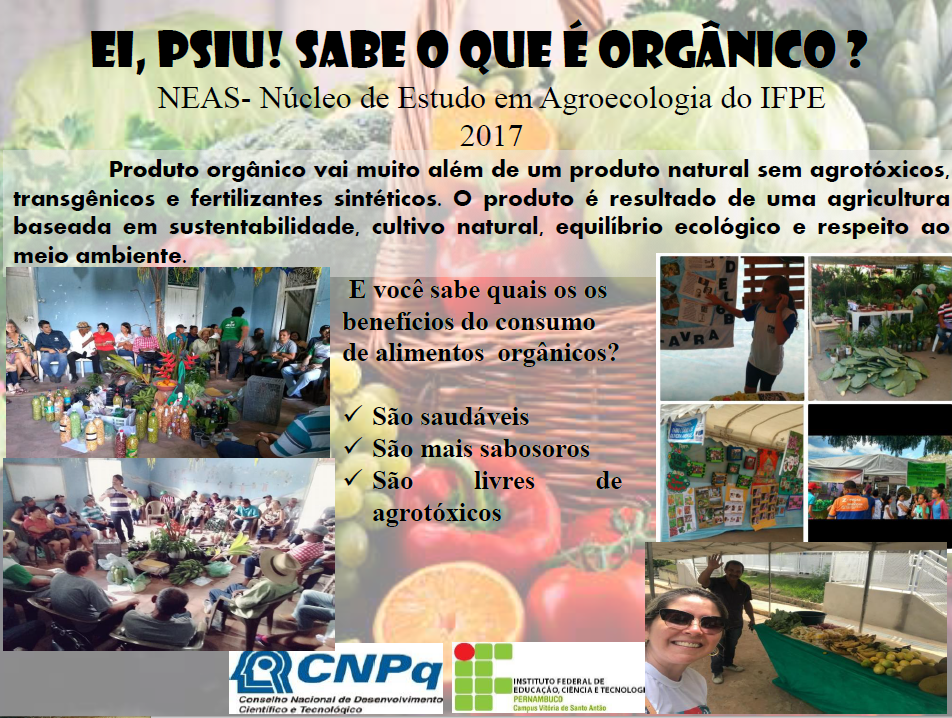 EI, PSIU! SABE O QUE É ORGÂNICO ?
NEAS- Núcleo de Estudo em Agroecologia do IFPE
2017
Produto orgânico vai muito além de um produto natural sem agrotóxicos,
transgênicos e fertilizantes sintéticos. O produto é resultado de uma agricultura
baseada em sustentabilidade, cultivo natural, equilíbrio ecológico e respeito ao
meio ambiente.
E você sabe quais os os
benefícios do consumo
de alimentos orgânicos?
✓ São saudáveis
✓ São mais sabosoros
✓ São livres de
agrotóxicos
CNPq
Conselho Nacional de Desenvolvimento
Científico e Tecnológico
INSTITUTO FEDERAL DE
EDUCAÇÃO, CIÊNCIA E TECNOLOGI
PERNAMBUCO
Campus Vitória de Santo Antão